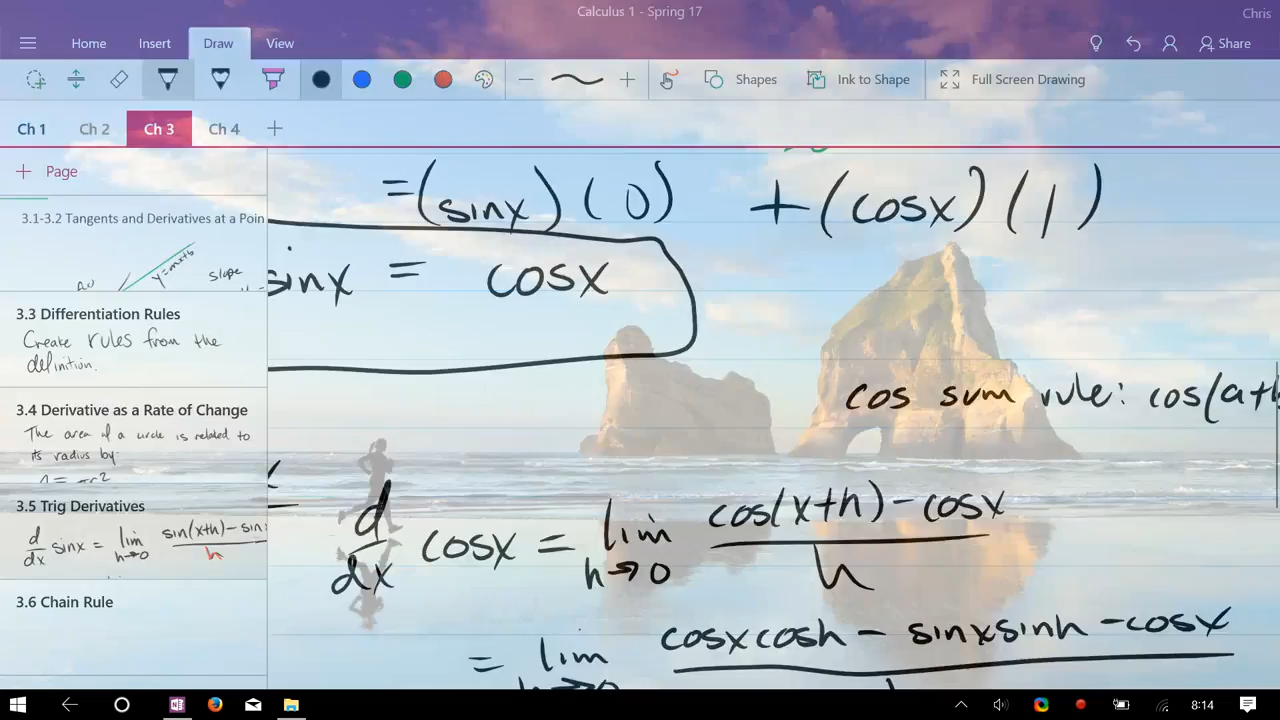 Calculus 1 - Spring 17
Chris
Home Insert Draw View Share
Shapes Ink to Shape Full Screen Drawing
Ch 1 Ch 2 Ch 3 Ch 4
Page
3.1-3.2 Tangents and Derivatives at a Poin
y=mx+b slope
3.3 Differentiation Rules
Create rules from the
definition.
3.4 Derivative as a Rate of Change
The area of a circle is related to
its radius by:
3.5 Trig Derivatives
d/dx sinx = lim h→0 sin(x+h)-sin h
3.6 Chain Rule
=(sinx)(0) +(cosx)(1)
sinx = cosx
cos sum rule: cos(a+
d/dx cosx = lim h→0 cos(x+h)-cosx / h
= lim cosxcosh - sinxsinh - cosx
8:14